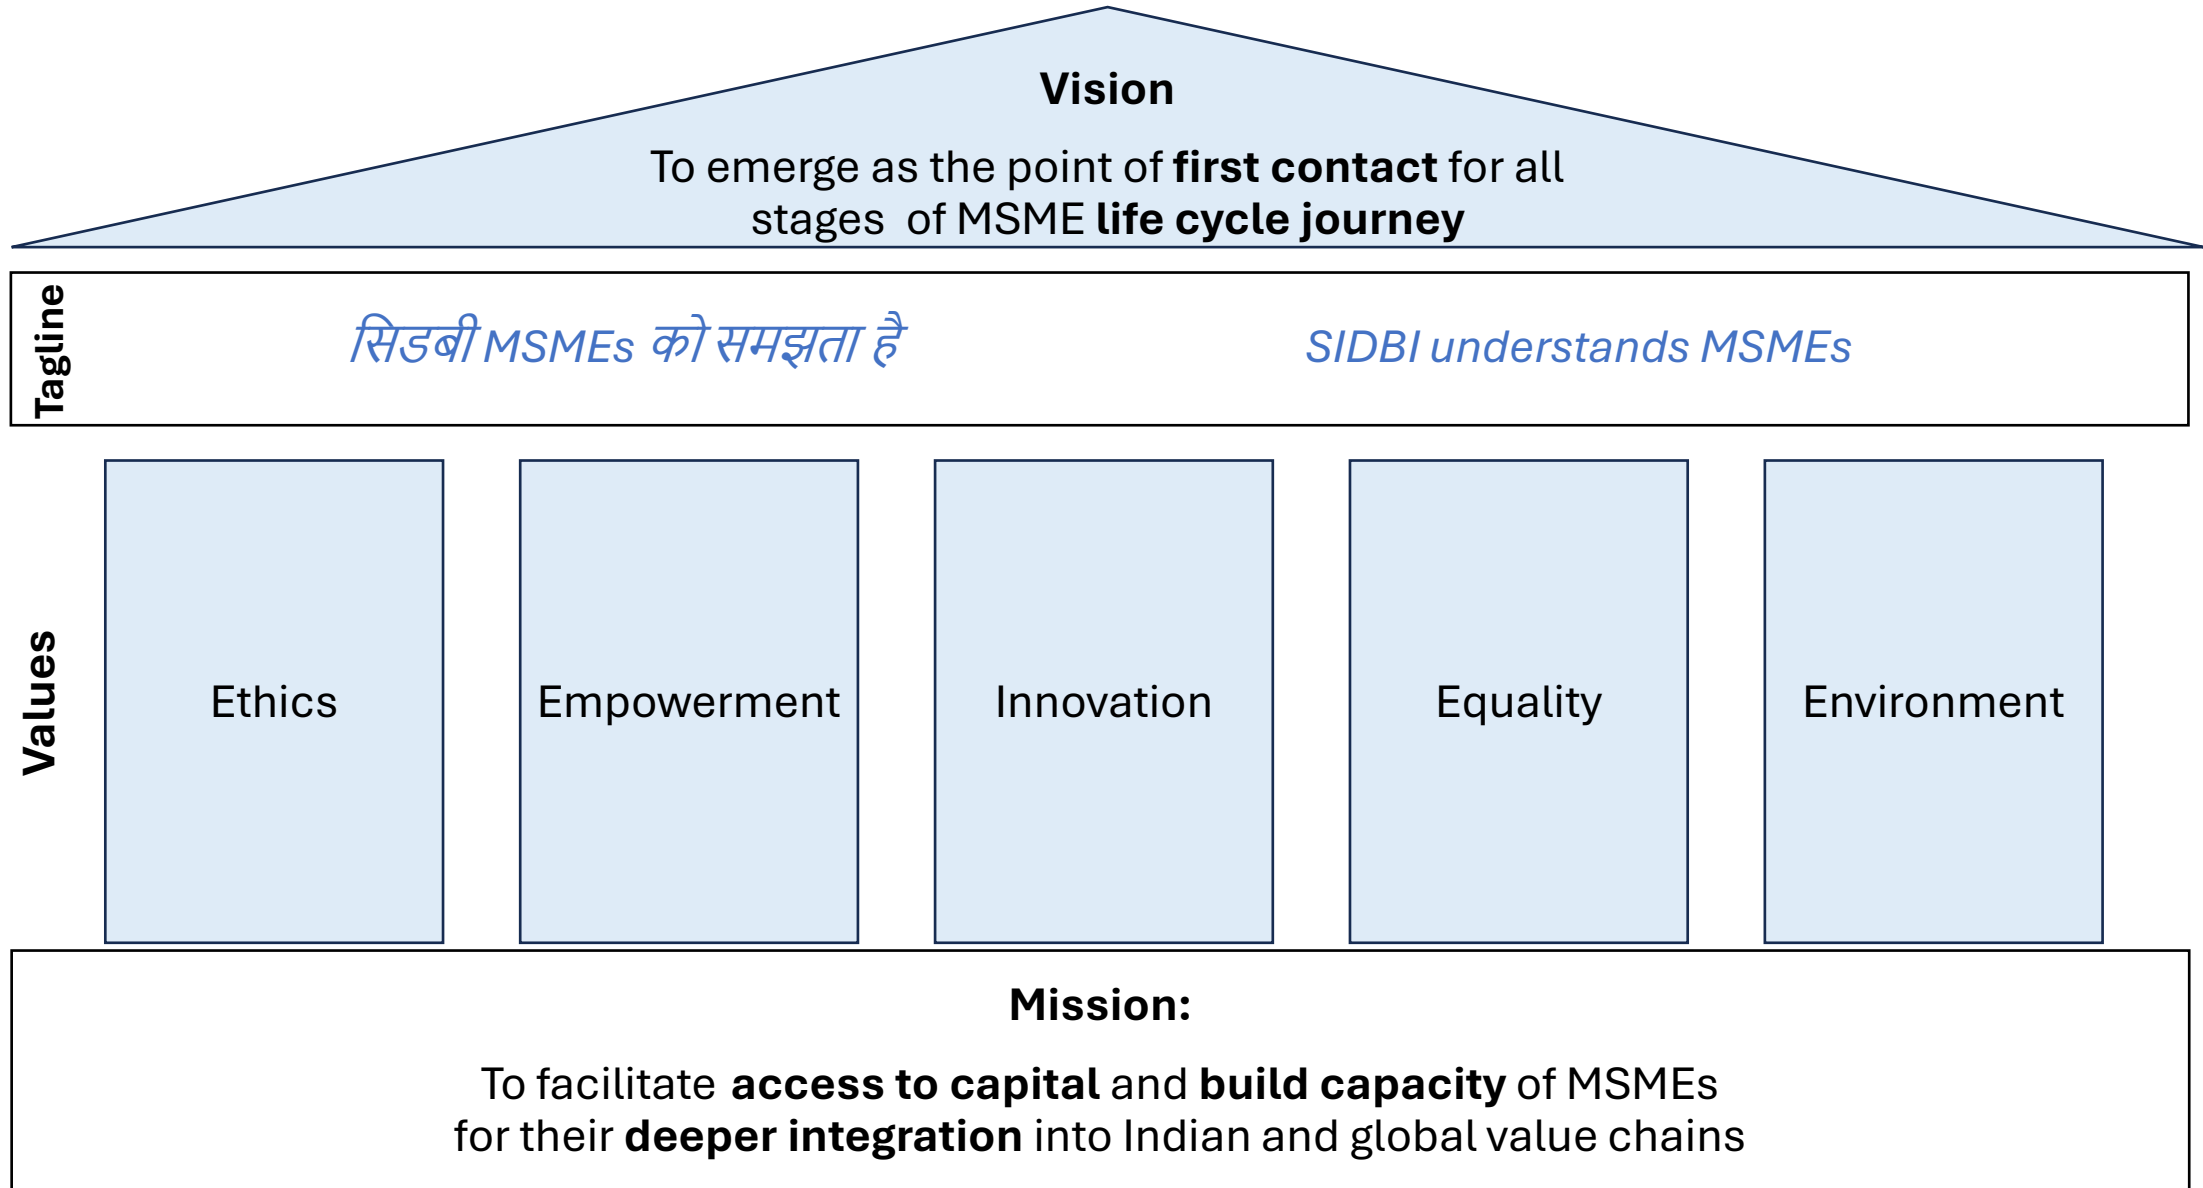 Vision
To emerge as the point of first contact for all
stages of MSME life cycle journey
Tagline
सिडबी MSMEs को समझता है
SIDBI understands MSMEs
Values
Ethics
Empowerment
Innovation
Equality
Environment
Mission:
To facilitate access to capital and build capacity of MSMEs
for their deeper integration into Indian and global value chains